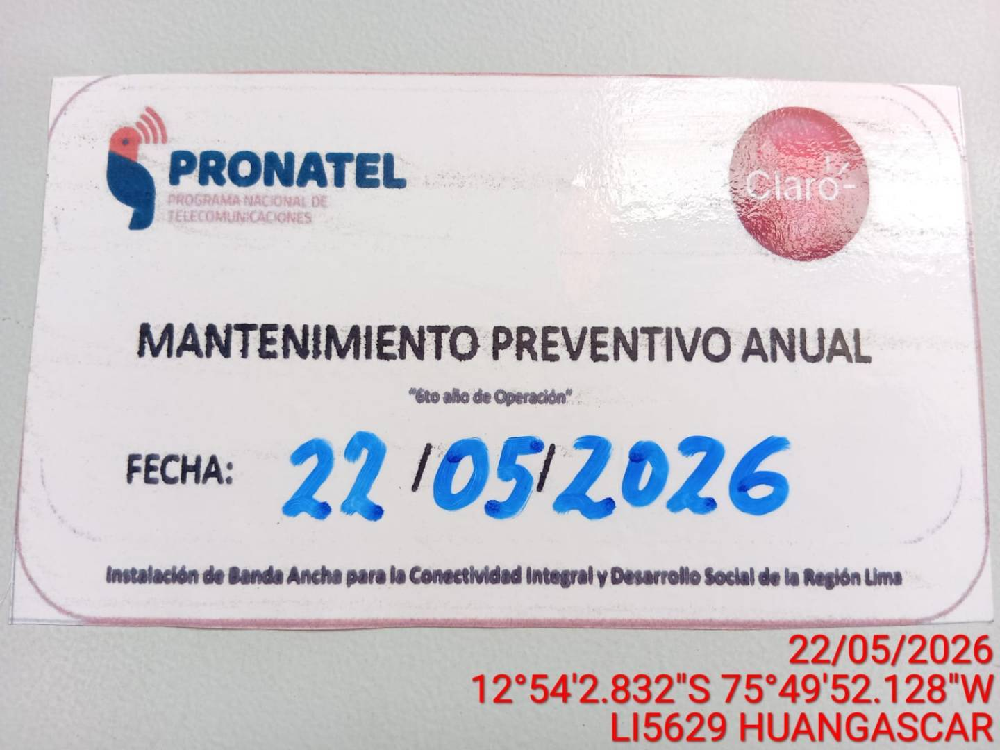 PRONATEL
PROGRAMA NACIONAL DE
TELECOMUNICACIONES
Claro-
MANTENIMIENTO PREVENTIVO ANUAL
"6to año de Operación"
FECHA: 22/05/2026
Instalación de Banda Ancha para la Conectividad Integral y Desarrollo Social de la Región Lima
22/05/2026
12°54'2.832"S 75°49'52.128"W
LI5629 HUANGASCAR